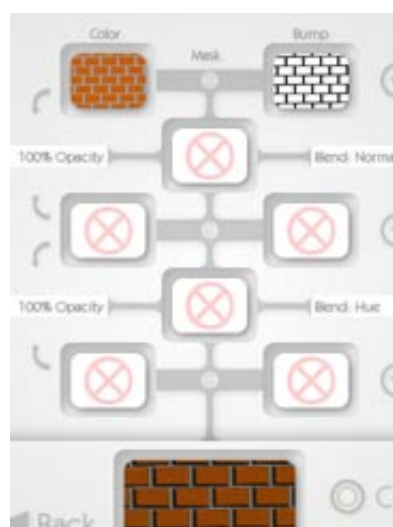 Color
Bump
Mask
100% Opacity
Blend: Norma
100% Opacity
Blend: Hue
Back
C